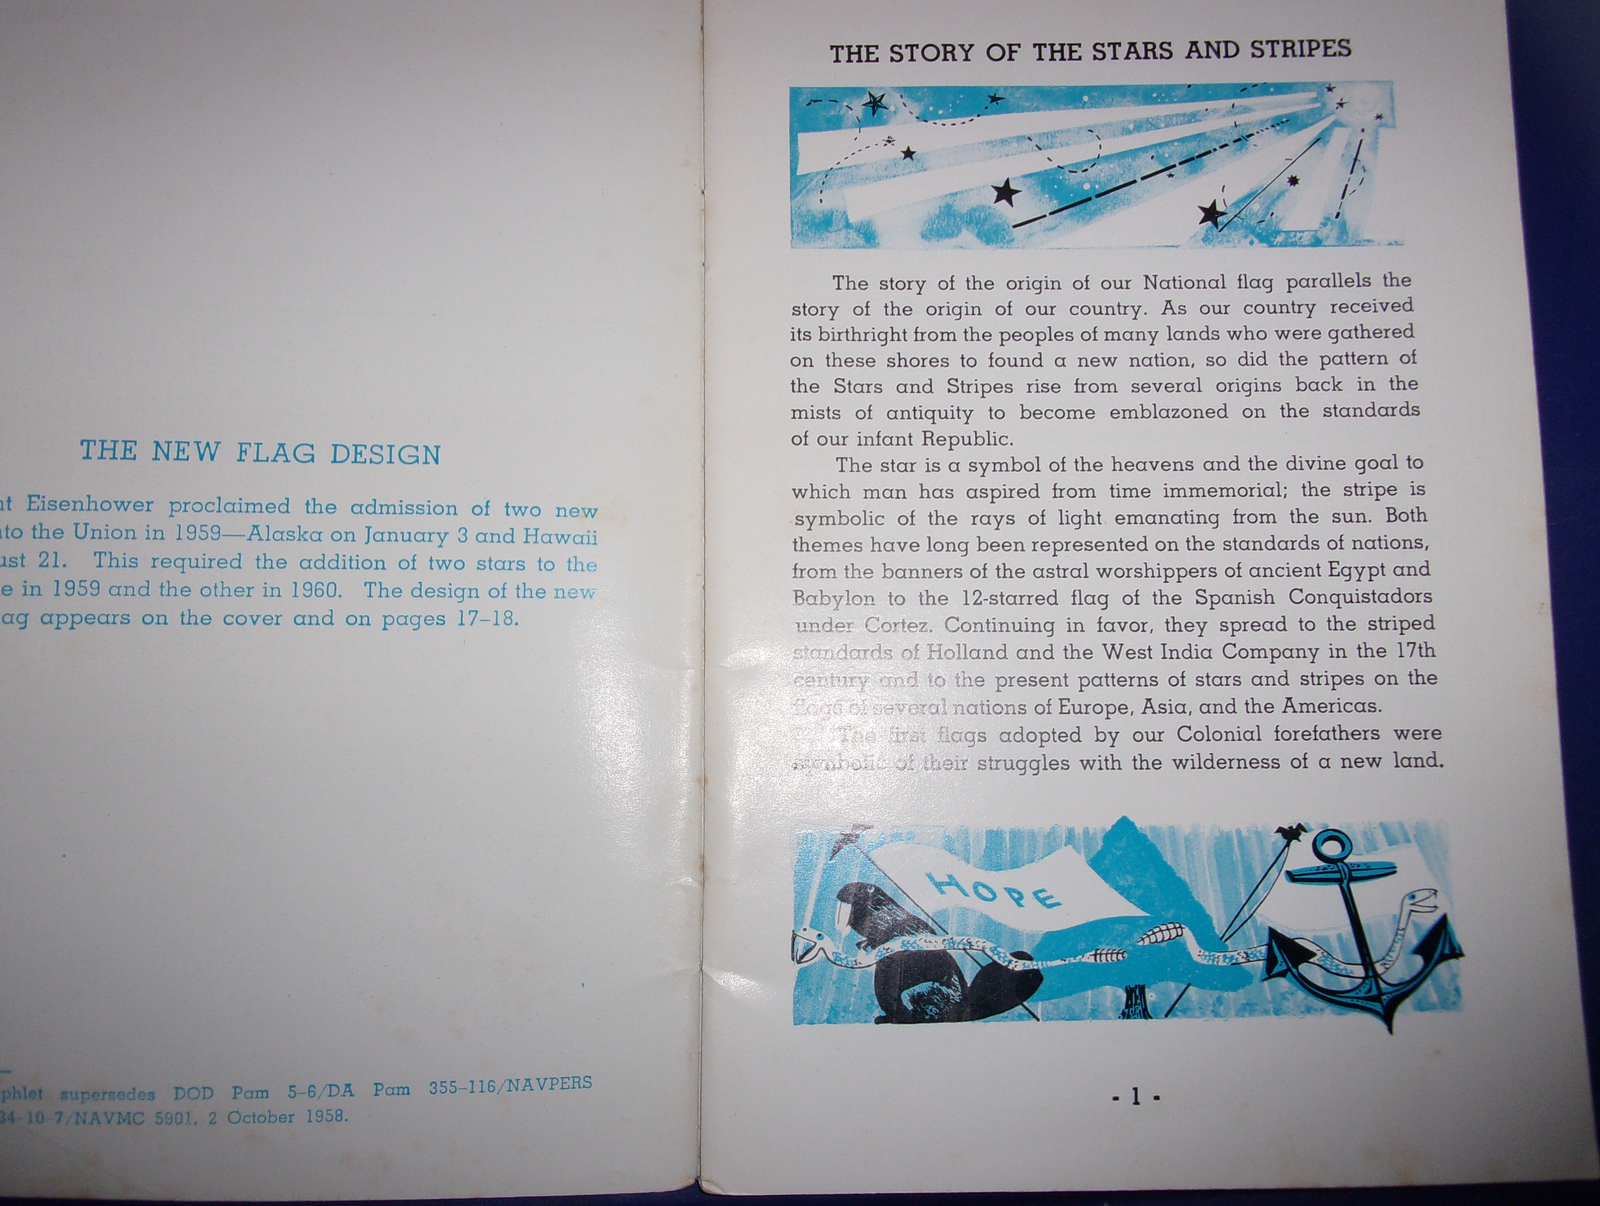 THE NEW FLAG DESIGN
nt Eisenhower proclaimed the admission of two new
nto the Union in 1959—Alaska on January 3 and Hawaii
ust 21. This required the addition of two stars to the
e in 1959 and the other in 1960. The design of the new
ag appears on the cover and on pages 17–18.
phlet supersedes DOD Pam 5–6/DA Pam 355–116/NAVPERS
34–10–7/NAVMC 5901, 2 October 1958.
THE STORY OF THE STARS AND STRIPES
The story of the origin of our National flag parallels the
story of the origin of our country. As our country received
its birthright from the peoples of many lands who were gathered
on these shores to found a new nation, so did the pattern of
the Stars and Stripes rise from several origins back in the
mists of antiquity to become emblazoned on the standards
of our infant Republic.
The star is a symbol of the heavens and the divine goal to
which man has aspired from time immemorial; the stripe is
symbolic of the rays of light emanating from the sun. Both
themes have long been represented on the standards of nations,
from the banners of the astral worshippers of ancient Egypt and
Babylon to the 12-starred flag of the Spanish Conquistadors
under Cortez. Continuing in favor, they spread to the striped
standards of Holland and the West India Company in the 17th
century and to the present patterns of stars and stripes on the
flags of several nations of Europe, Asia, and the Americas.
The first flags adopted by our Colonial forefathers were
symbolic of their struggles with the wilderness of a new land.
HOPE
- 1 -